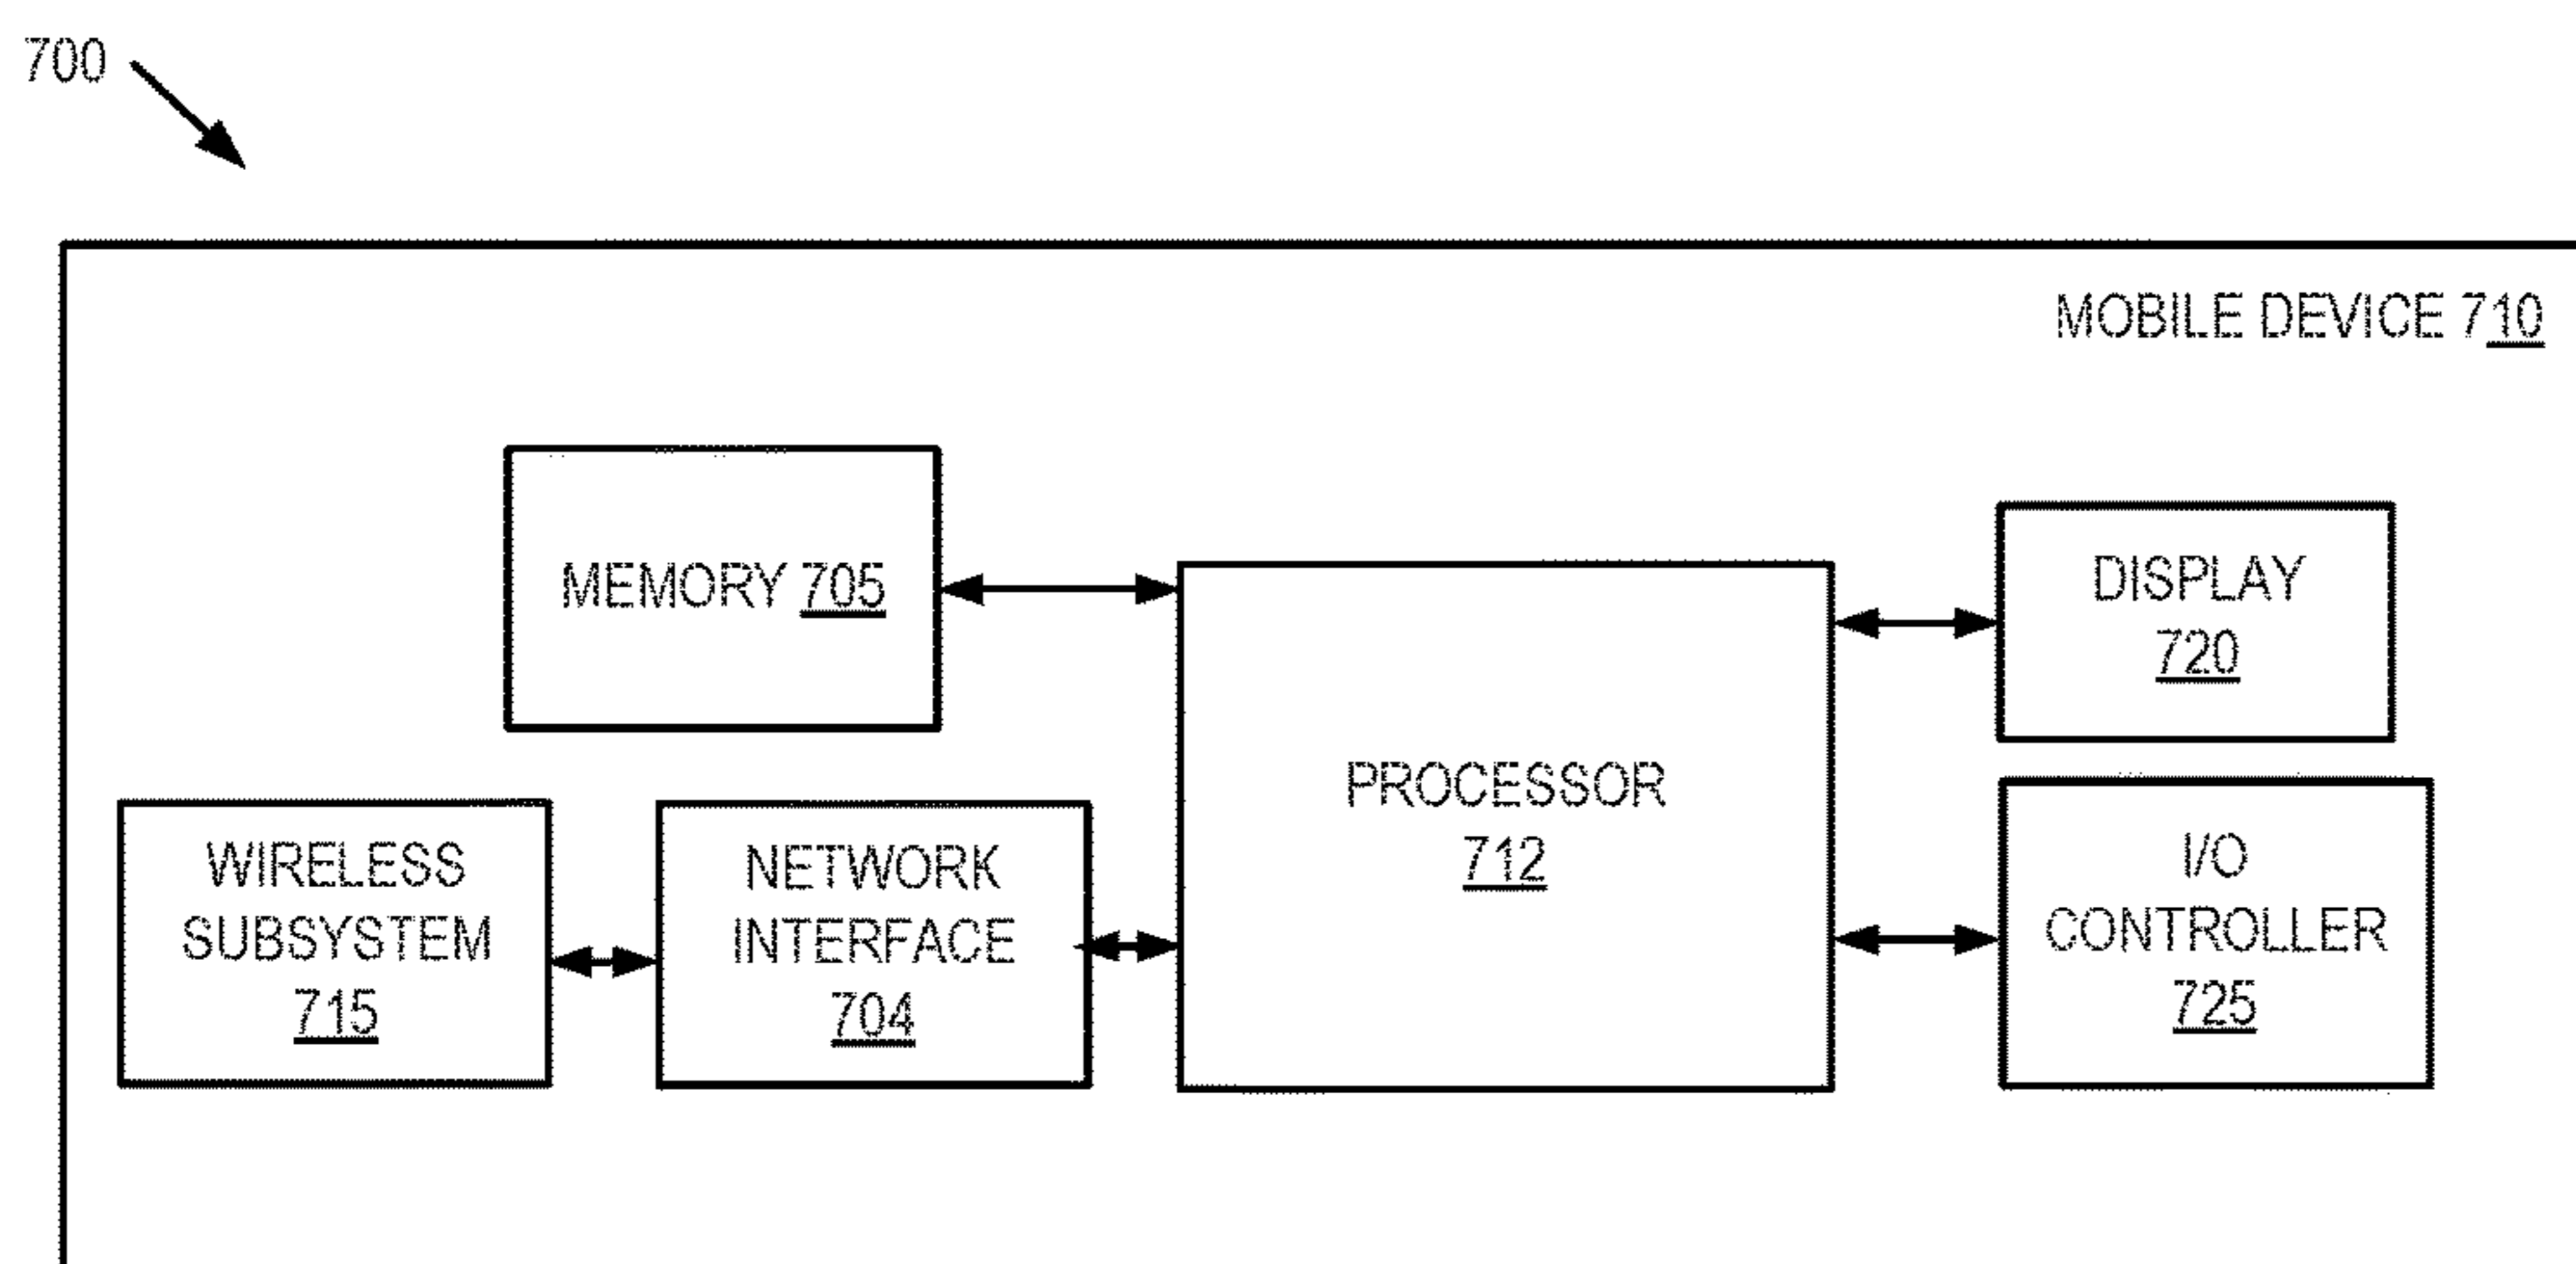 700
MOBILE DEVICE 710
MEMORY 705
DISPLAY
720
PROCESSOR
712
WIRELESS
SUBSYSTEM
715
NETWORK
INTERFACE
704
I/O
CONTROLLER
725